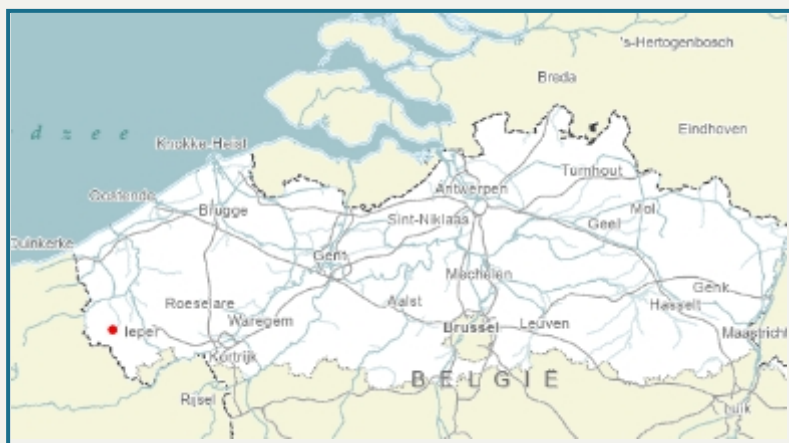 's-Hertogenbosch
Breda
Eindhoven
d z e e
Knokke-Heist
Turnhout
Antwerpen
Oostende
Mol
Brugge
Sint-Niklaas
Geel
Duinkerke
Gent
Mechelen
Genk
Roeselare
Aalst
Hasselt
Waregem
Ieper
Brussel
Leuven
Maastricht
Kortrijk
BELGIË
Rijsel
Luik